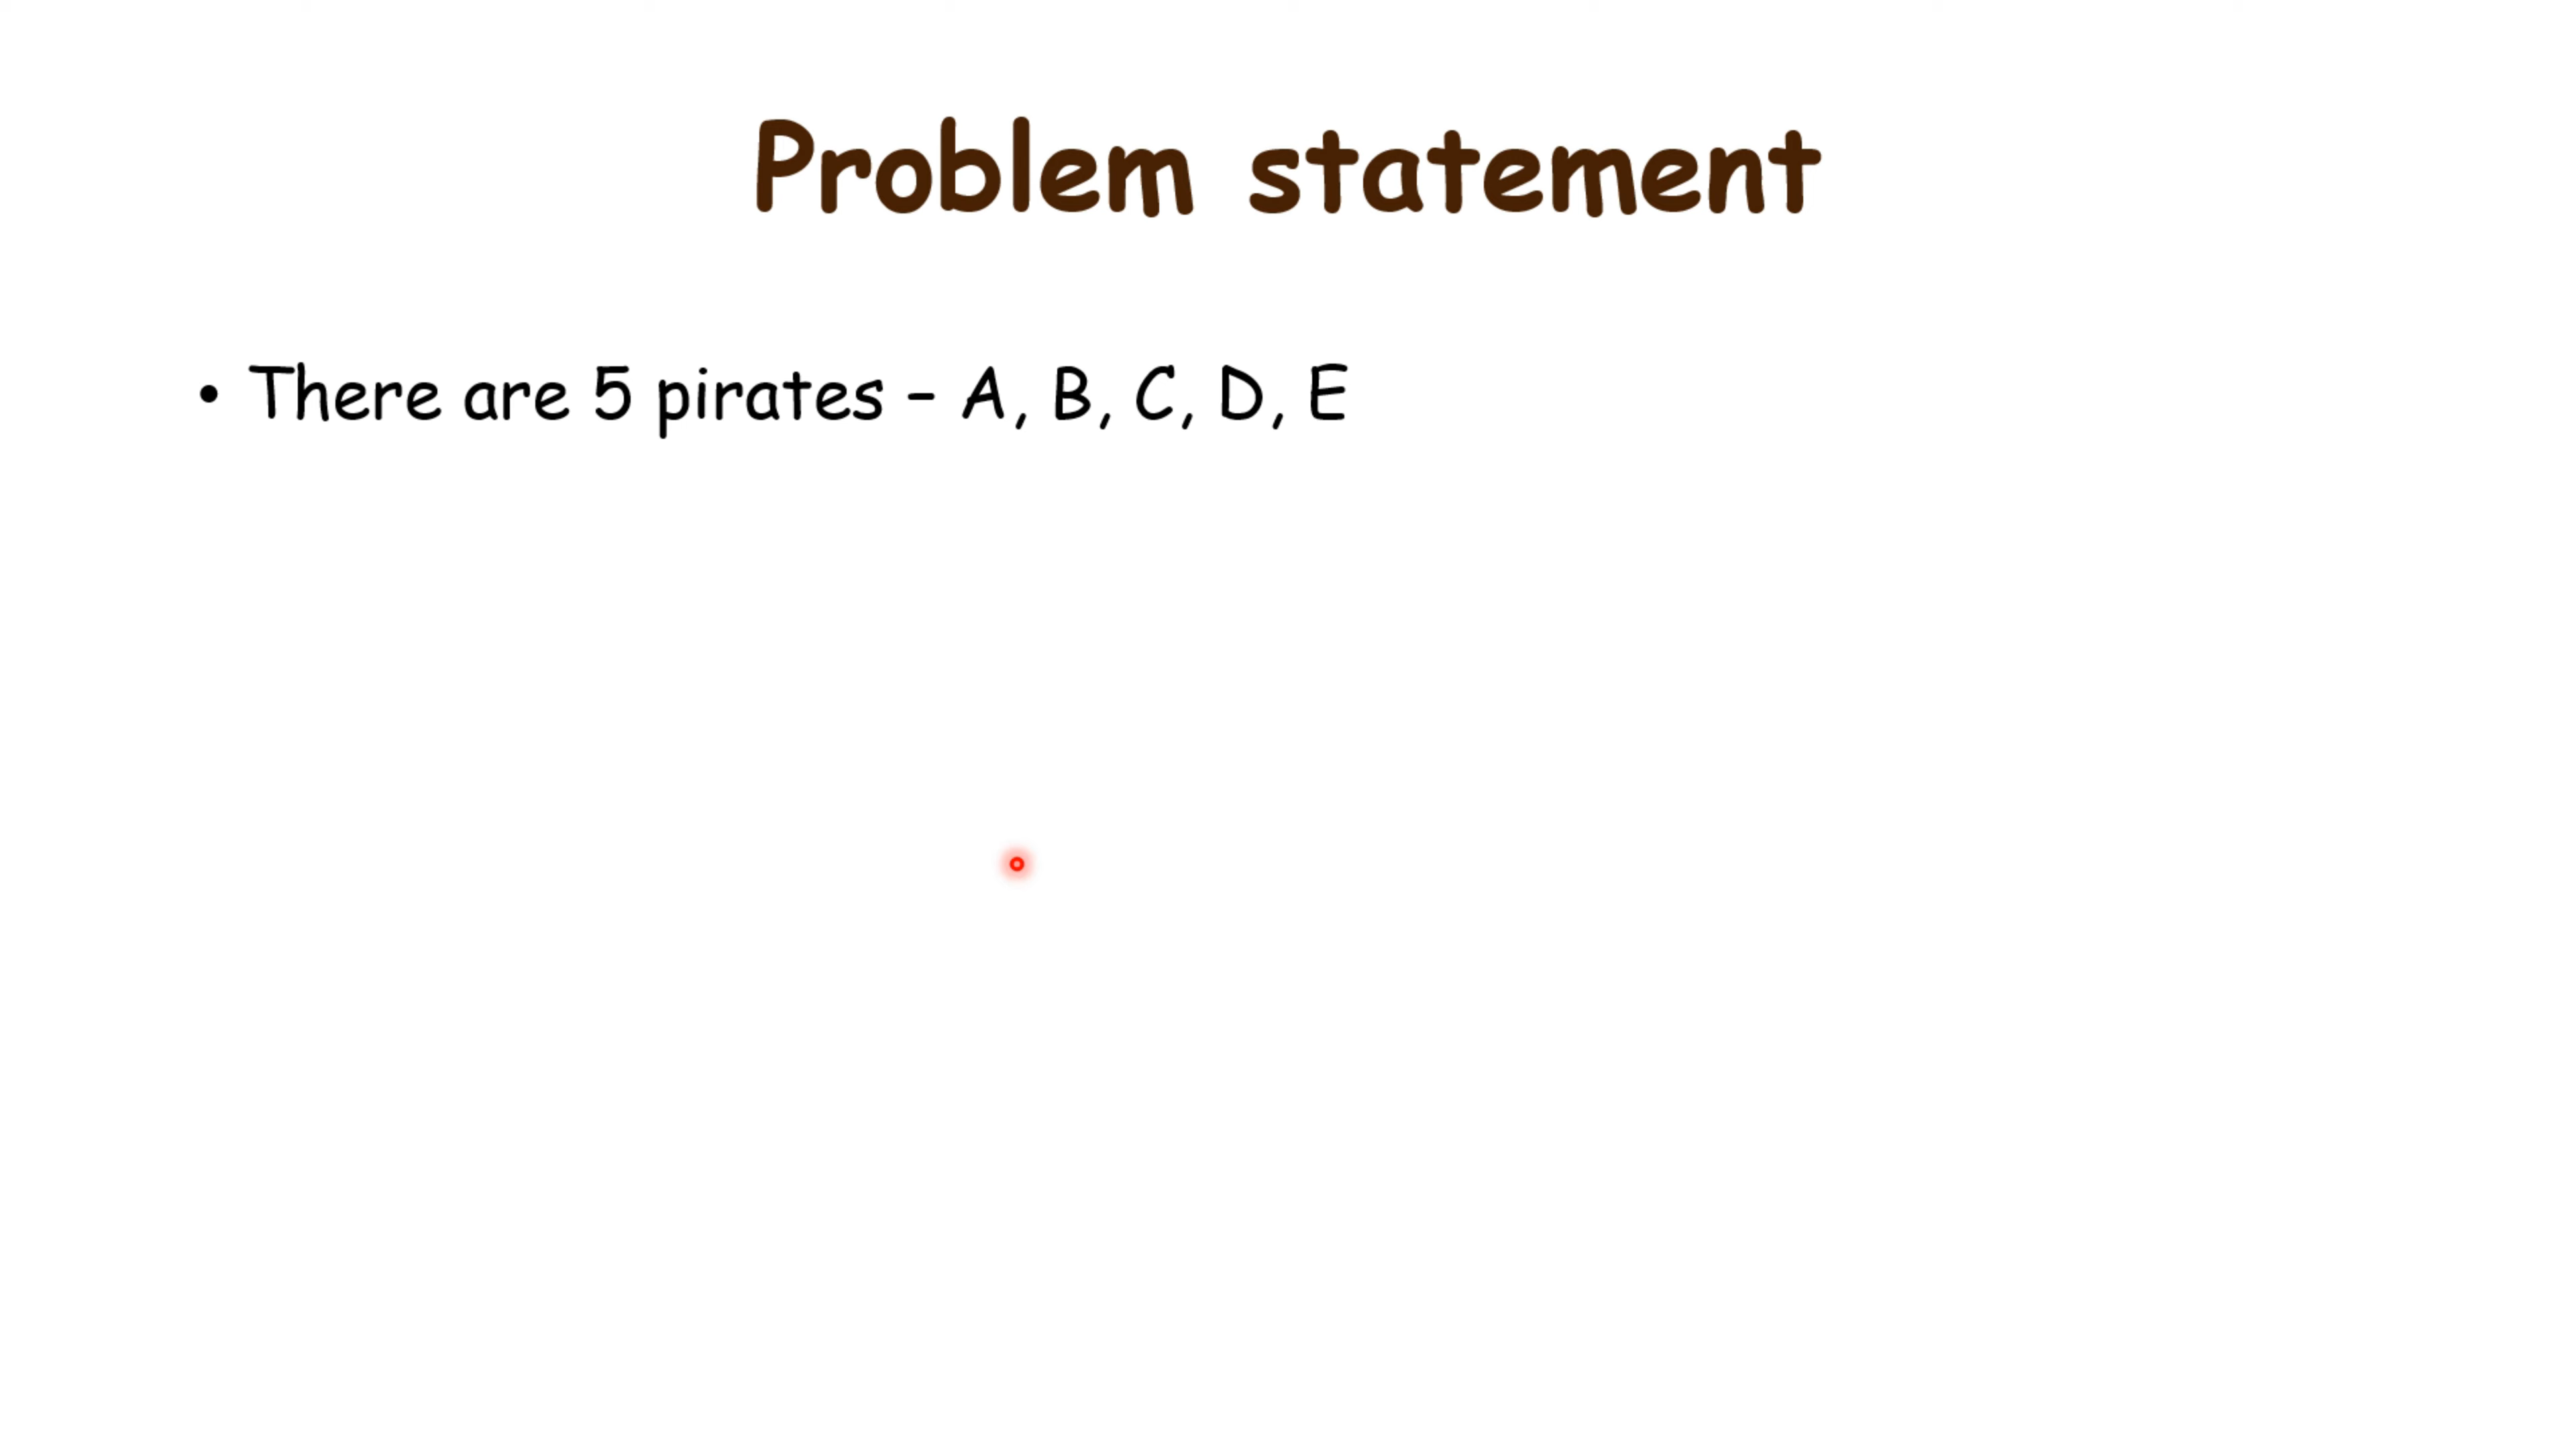 Problem statement
• There are 5 pirates – A, B, C, D, E